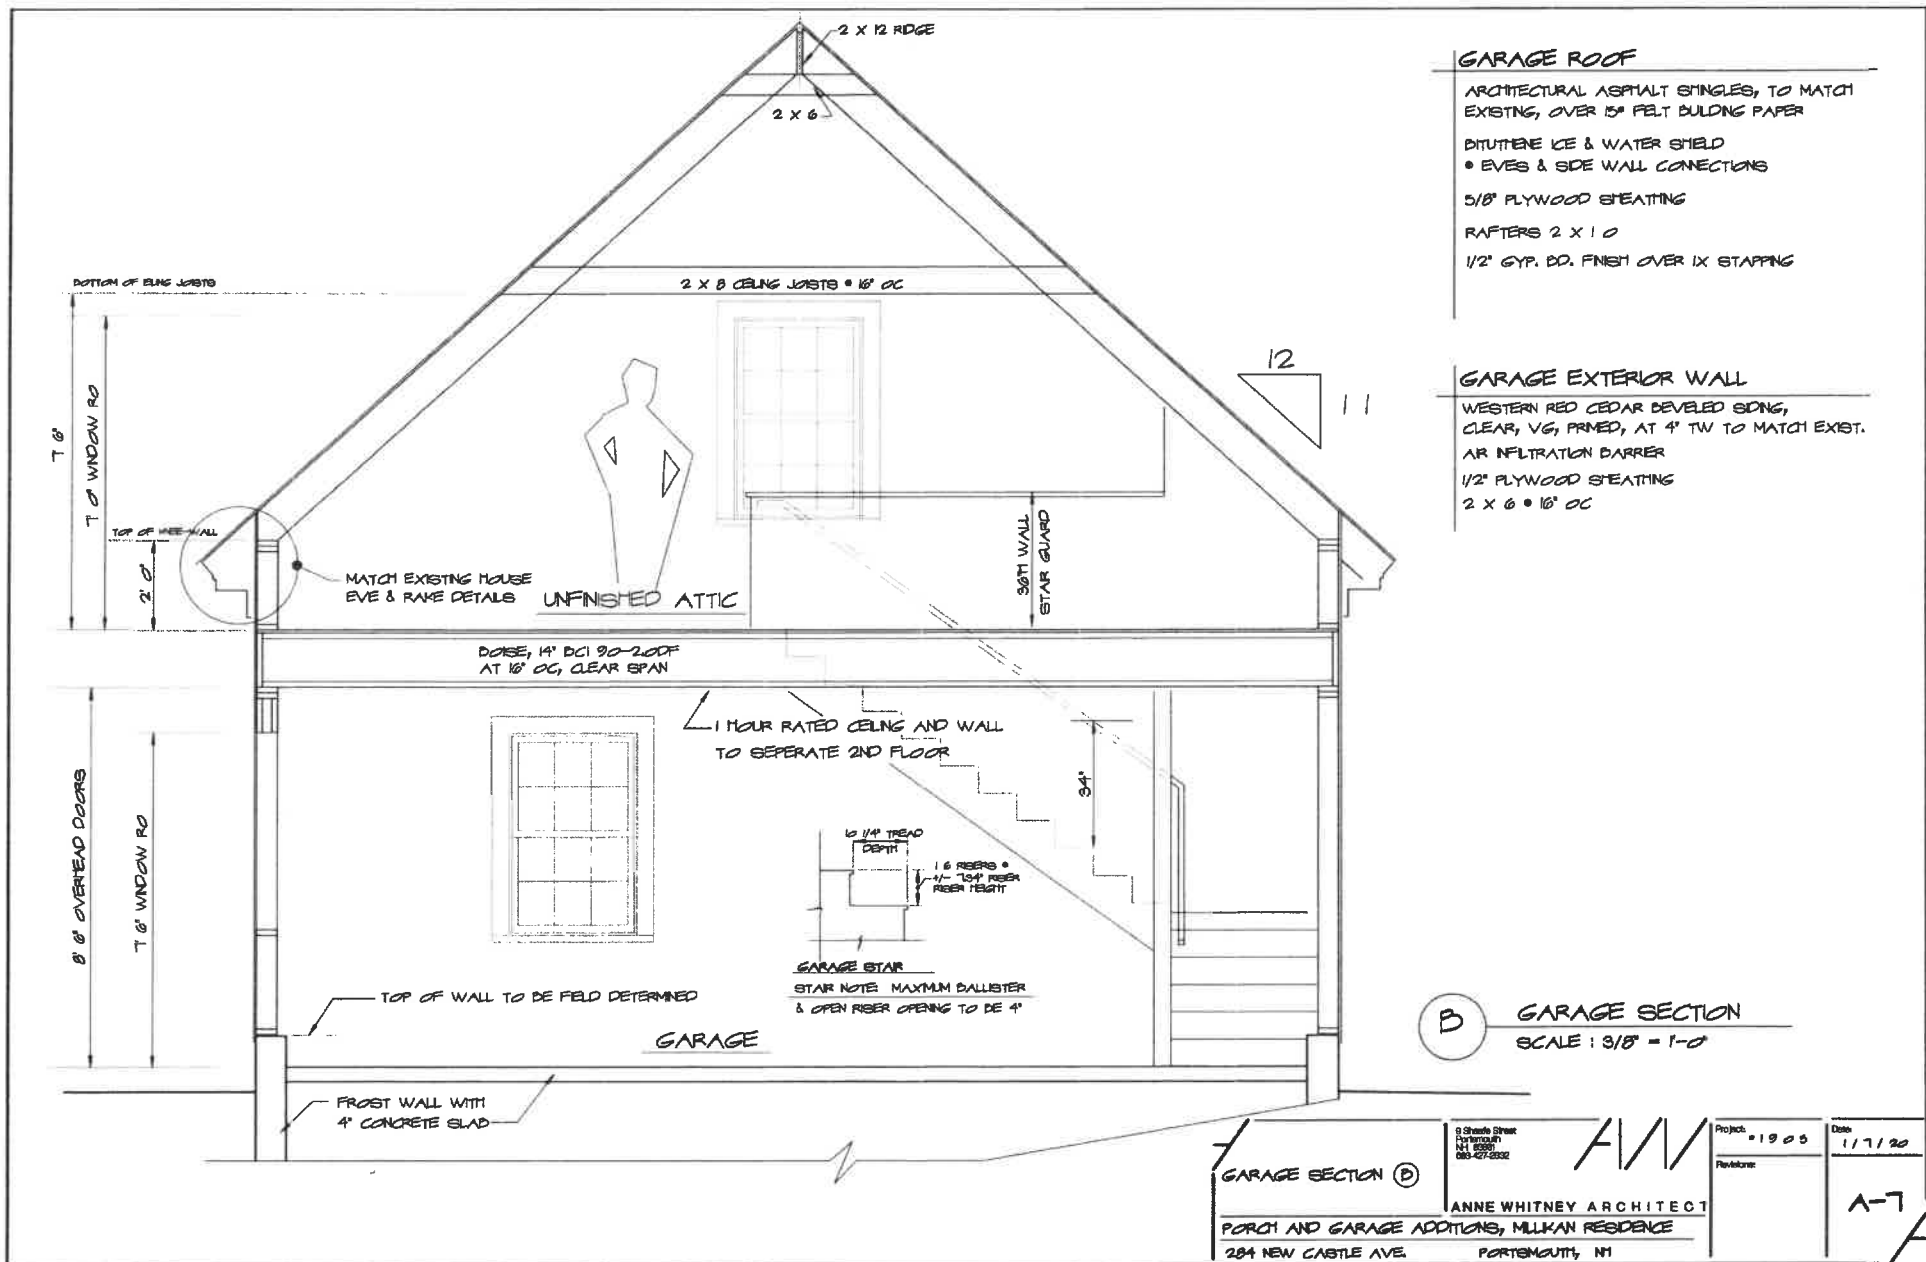 2 X 12 RIDGE
2 X 6
BOTTOM OF EILING JOISTS
2 X 8 CEILING JOISTS • 16" OC
7' 6"
7' 0" WINDOW RO
TOP OF KNEE WALL
2' 0"
MATCH EXISTING HOUSE
EVE & RAKE DETAILS
UNFINISHED ATTIC
36"H WALL
STAIR GUARD
12
11
BOISE, 14" BCI 90-2.0DF
AT 16" OC, CLEAR SPAN
1 HOUR RATED CEILING AND WALL
TO SEPERATE 2ND FLOOR
34"
8' 6" OVERHEAD DOORS
7' 6" WINDOW RO
10 1/4" TREAD
DEPTH
16 RISERS •
+/- 7.34" RISER
RISER HEIGHT
GARAGE STAIR
STAIR NOTE MAXIMUM BALLISTER
& OPEN RISER OPENING TO BE 4"
TOP OF WALL TO BE FIELD DETERMINED
GARAGE
FROST WALL WITH
4" CONCRETE SLAB
GARAGE ROOF
ARCHITECTURAL ASPHALT SHINGLES, TO MATCH
EXISTING, OVER 15# FELT BUILDING PAPER
BITUTHENE ICE & WATER SHIELD
• EVES & SIDE WALL CONNECTIONS
5/8" PLYWOOD SHEATHING
RAFTERS 2 X 10
1/2" GYP. BD. FINISH OVER 1X STAPPING
GARAGE EXTERIOR WALL
WESTERN RED CEDAR BEVELED SIDING,
CLEAR, VG, PRIMED, AT 4" TW TO MATCH EXIST.
AIR INFILTRATION BARRIER
1/2" PLYWOOD SHEATHING
2 X 6 • 16" OC
B
GARAGE SECTION
SCALE : 3/8" = 1'-0"
GARAGE SECTION B
Portsmouth
AW
ANNE WHITNEY ARCHITECT
PORCH AND GARAGE ADDITIONS, MILLIKAN RESIDENCE
284 NEW CASTLE AVE. PORTSMOUTH, NH
Project: #1905
Revisions:
Date:
1/7/20
A-7